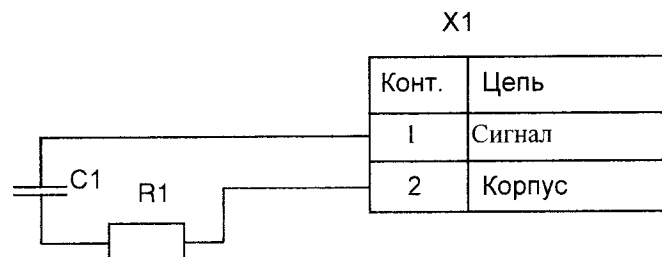 X1
Конт. Цепь
1 Сигнал
C1
R1
2 Корпус